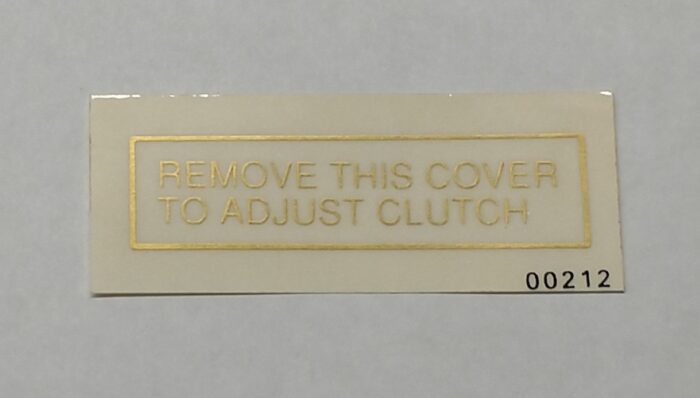 REMOVE THIS COVER
TO ADJUST CLUTCH
00212